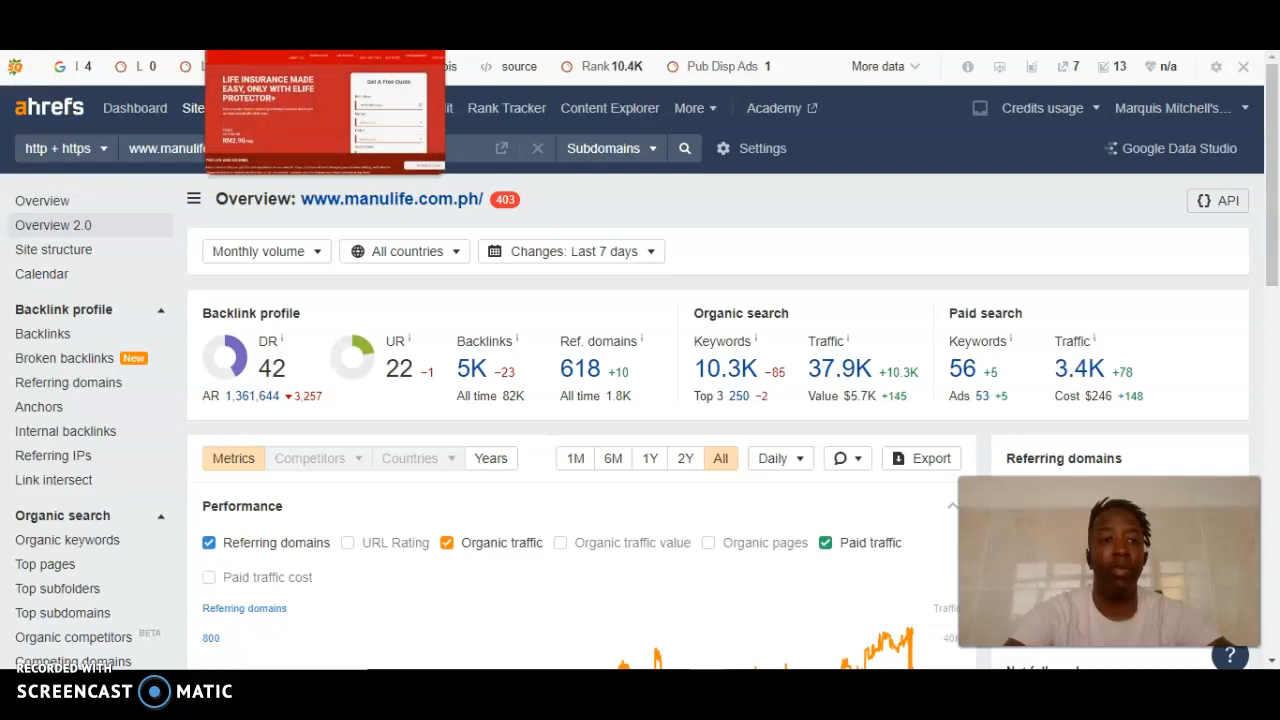 I 4 L 0 L source Rank 10.4K Pub Disp Ads 1 More data 7 13 n/a
LIFE INSURANCE MADE
EASY, ONLY WITH ELIFE
PROTECTOR+
Get A Free Quote
RM2.90
ahrefs Dashboard Site Rank Tracker Content Explorer More Academy Credits usage Marquis Mitchell's...
http + https www.manulife Subdomains Settings Google Data Studio
Overview
Overview 2.0
Site structure
Calendar
Backlink profile
Backlinks
Broken backlinks New
Referring domains
Anchors
Internal backlinks
Referring IPs
Link intersect
Organic search
Organic keywords
Top pages
Top subfolders
Top subdomains
Organic competitors BETA
Competing domains
Overview: www.manulife.com.ph/ 403 {} API
Monthly volume All countries Changes: Last 7 days
Backlink profile Organic search Paid search
DR UR Backlinks Ref. domains Keywords Traffic Keywords Traffic
42 22 −1 5K −23 618 +10 10.3K −85 37.9K +10.3K 56 +5 3.4K +78
AR 1,361,644 3,257 All time 82K All time 1.8K Top 3 250 −2 Value $5.7K +145 Ads 53 +5 Cost $246 +148
Metrics Competitors Countries Years 1M 6M 1Y 2Y All Daily Export
Referring domains
Performance
Referring domains URL Rating Organic traffic Organic traffic value Organic pages Paid traffic
Paid traffic cost
Referring domains Traffic
800 40K
?
RECORDED WITH
SCREENCAST MATIC